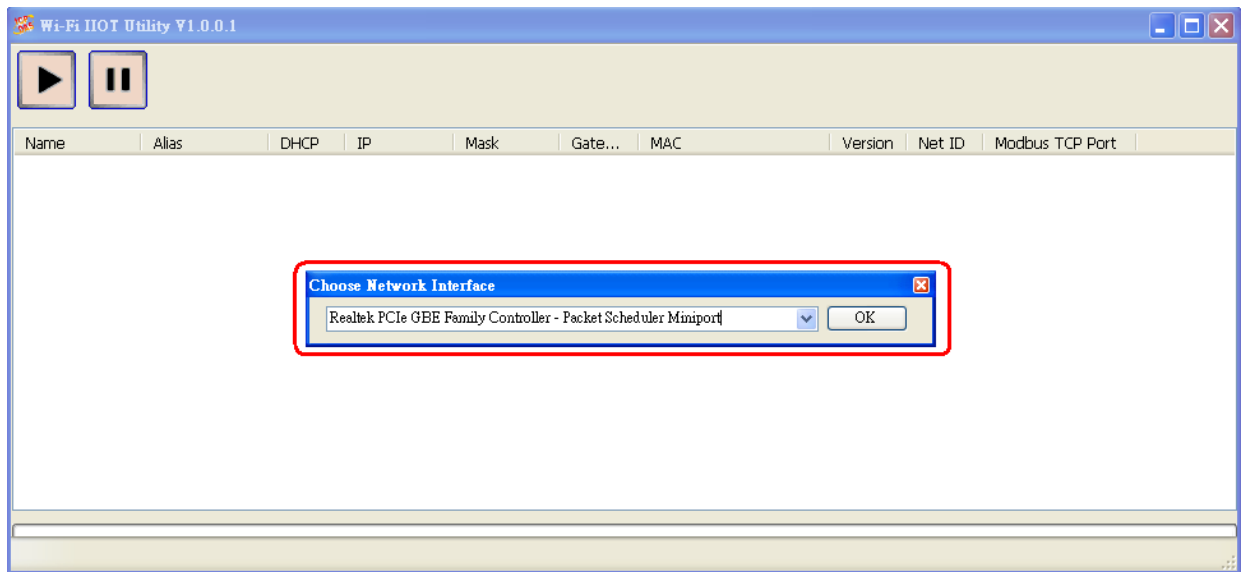 Wi-Fi IIOT Utility V1.0.0.1
Name Alias DHCP IP Mask Gate... MAC Version Net ID Modbus TCP Port
Choose Network Interface
Realtek PCIe GBE Family Controller - Packet Scheduler Miniport OK